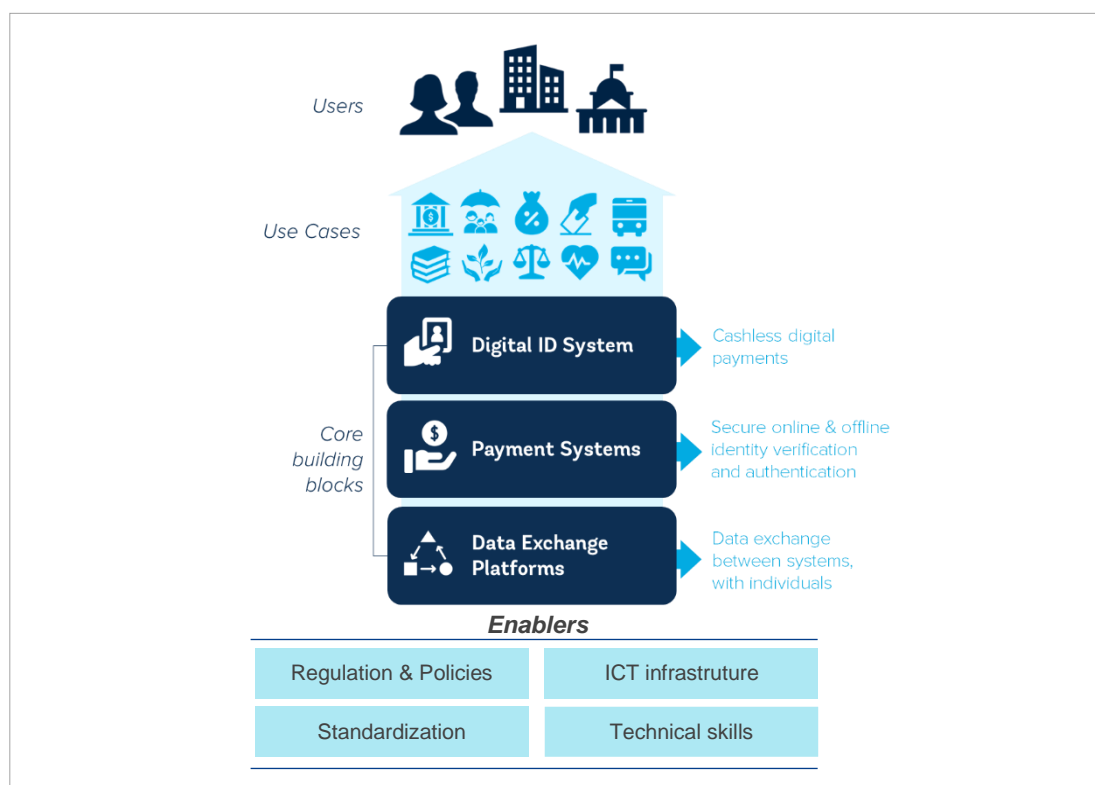 Users
Use Cases
Digital ID System
Cashless digital
payments
Core
building
blocks
Payment Systems
Secure online & offline
identity verification
and authentication
Data Exchange
Platforms
Data exchange
between systems,
with individuals
Enablers
Regulation & Policies
ICT infrastruture
Standardization
Technical skills